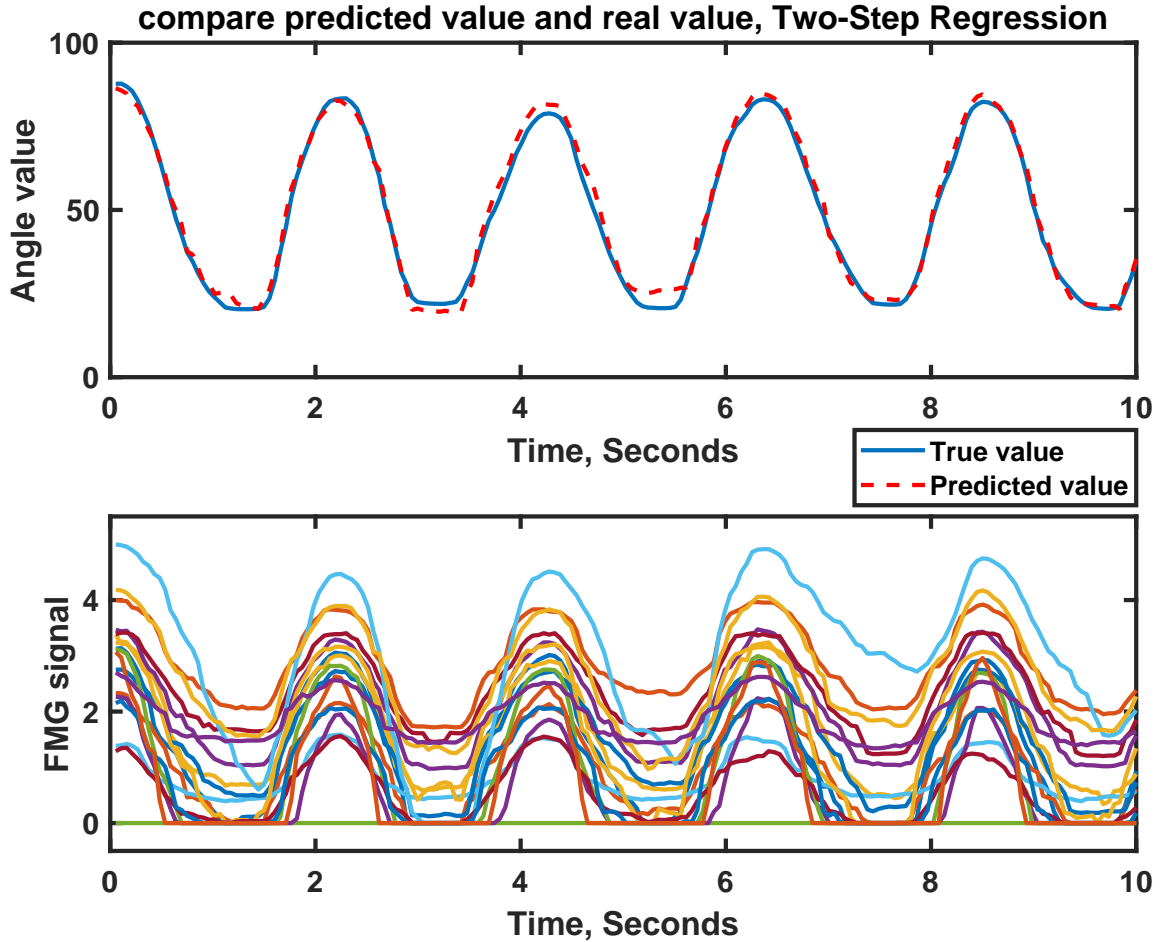 compare predicted value and real value, Two-Step Regression
100
50
0
Angle value
0 2 4 6 8 10
Time, Seconds
True value
Predicted value
4
2
0
FMG signal
0 2 4 6 8 10
Time, Seconds